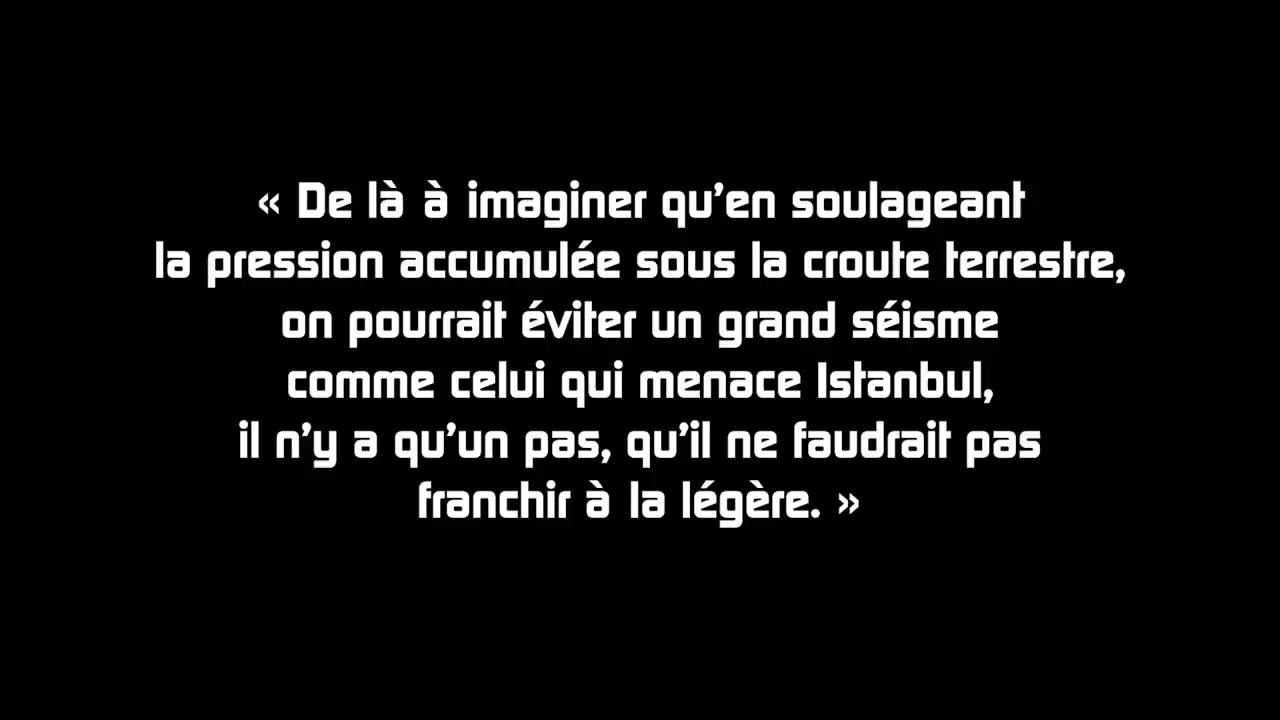 « De là à imaginer qu’en soulageant
la pression accumulée sous la croute terrestre,
on pourrait éviter un grand séisme
comme celui qui menace Istanbul,
il n’y a qu’un pas, qu’il ne faudrait pas
franchir à la légère. »